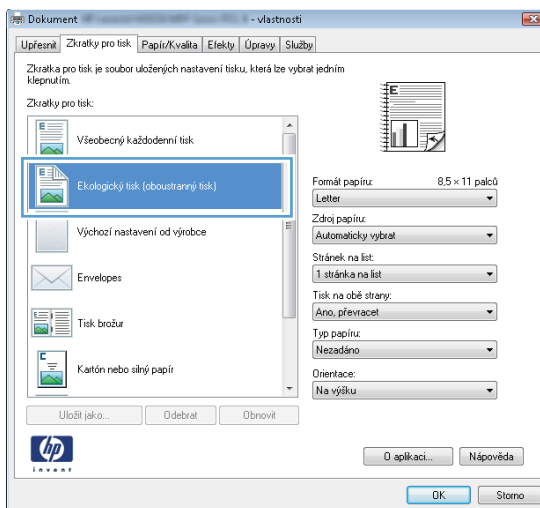 Dokument - vlastnosti
Upřesnit Zkratky pro tisk Papír/Kvalita Efekty Úpravy Služby
Zkratka pro tisk je soubor uložených nastavení tisku, která lze vybrat jedním
klepnutím.
Zkratky pro tisk:
Všeobecný každodenní tisk
Ekologický tisk (oboustranný tisk)
Výchozí nastavení od výrobce
Envelopes
Tisk brožur
Kartón nebo silný papír
Uložit jako... Odebrat Obnovit
Formát papíru: 8,5 × 11 palců
Letter
Zdroj papíru:
Automaticky vybrat
Stránek na list:
1 stránka na list
Tisk na obě strany:
Ano, převracet
Typ papíru:
Nezadáno
Orientace:
Na výšku
hp
invent
O aplikaci... Nápověda
OK Storno